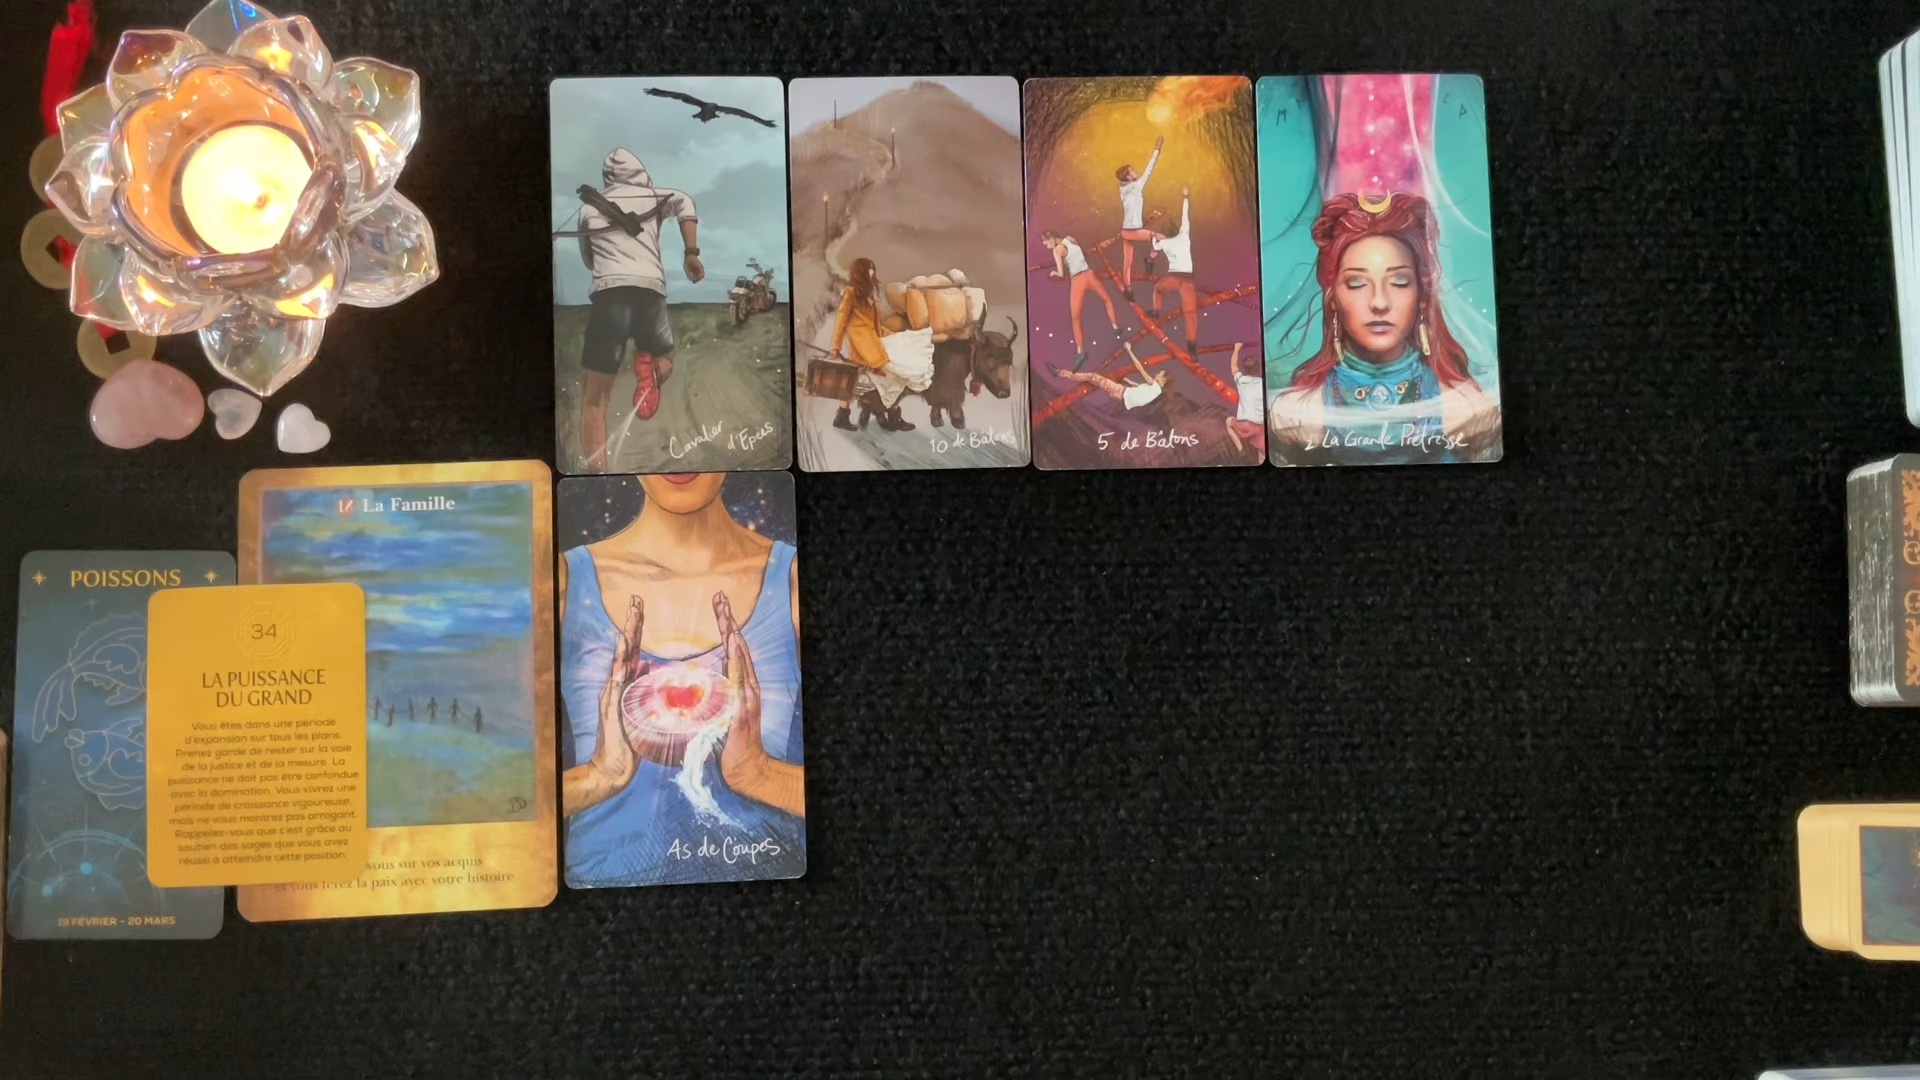 Cavalier
d'Epées
10 de Bâtons
5 de Bâtons
2 La Grande Prêtresse
La Famille
vous sur vos acquis
et vous ferez la paix avec votre histoire
POISSONS
19 FÉVRIER - 20 MARS
34
LA PUISSANCE
DU GRAND
Vous êtes dans une période
d'expansion sur tous les plans.
Prenez garde de rester sur la voie
de la justice et de la mesure. La
puissance ne doit pas être confondue
avec la domination. Vous vivrez une
période de croissance vigoureuse,
mais ne vous montrez pas arrogant.
Rappelez-vous que c'est grâce au
soutien des sages que vous avez
réussi à atteindre cette position.
As de Coupes